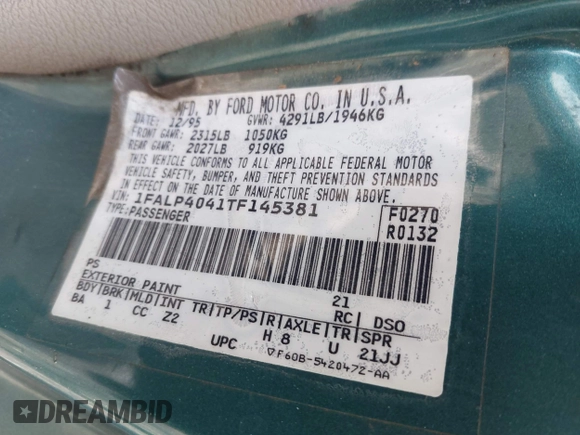 MFD. BY FORD MOTOR CO. IN U.S.A.
12/95 GVWR: 4291LB/1946KG
FRONT GAWR: 2315LB 1050KG
REAR GAWR: 2027LB 919KG
THIS VEHICLE CONFORMS TO ALL APPLICABLE FEDERAL MOTOR
VEHICLE SAFETY, BUMPER, AND THEFT PREVENTION STANDARDS
IN EFFECT ON THE DATE OF MANUFACTURE SHOWN ABOVE.
VIN: 1FALP4041TF145381
TYPE: PASSENGER
F0270
R0132
PS
EXTERIOR PAINT 21 RC DSO
BDY BRK MLD INT TR TP/PS R AXLE TR SPR
BA 1 CC Z2 H 8 U 21JJ
UPC
F60B-5420472-AA
DREAMBID